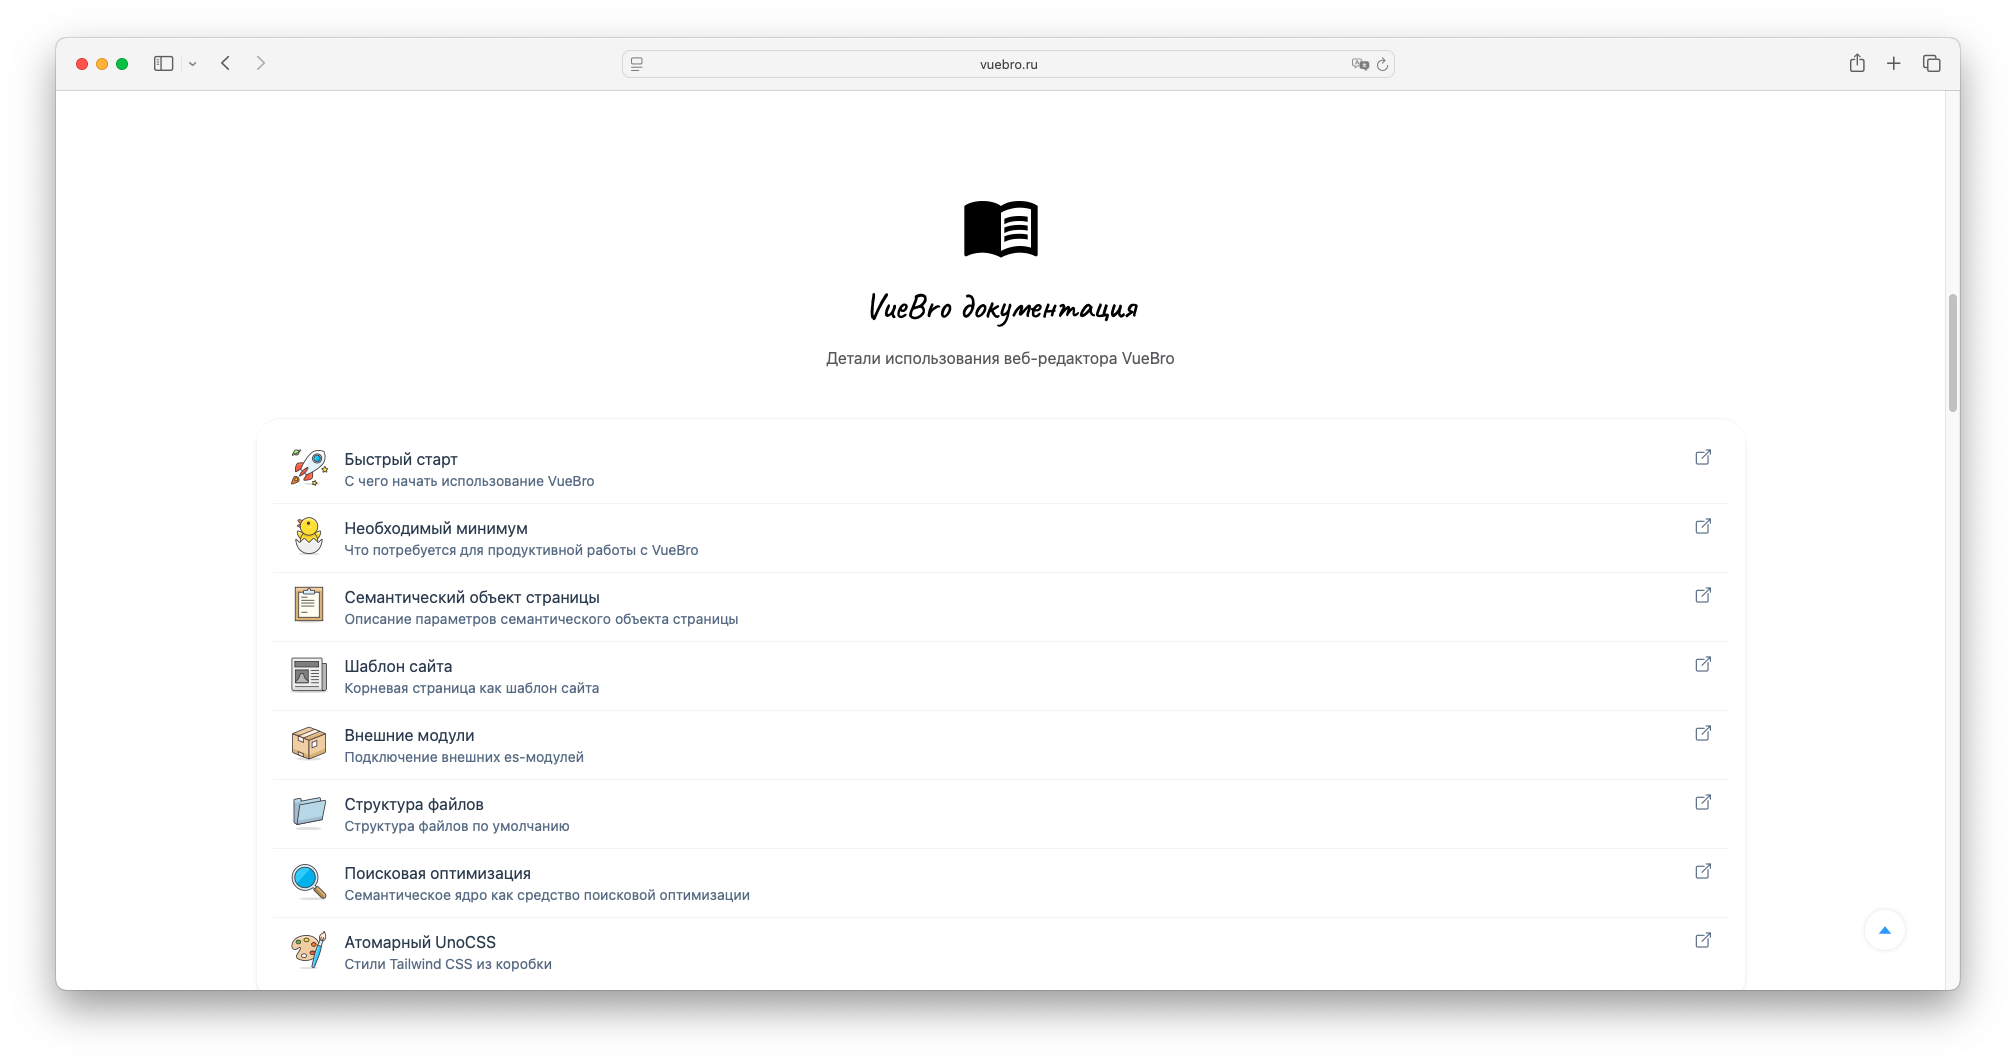 vuebro.ru
VueBro документация
Детали использования веб-редактора VueBro
Быстрый старт
С чего начать использование VueBro
Необходимый минимум
Что потребуется для продуктивной работы с VueBro
Семантический объект страницы
Описание параметров семантического объекта страницы
Шаблон сайта
Корневая страница как шаблон сайта
Внешние модули
Подключение внешних es-модулей
Структура файлов
Структура файлов по умолчанию
Поисковая оптимизация
Семантическое ядро как средство поисковой оптимизации
Атомарный UnoCSS
Стили Tailwind CSS из коробки